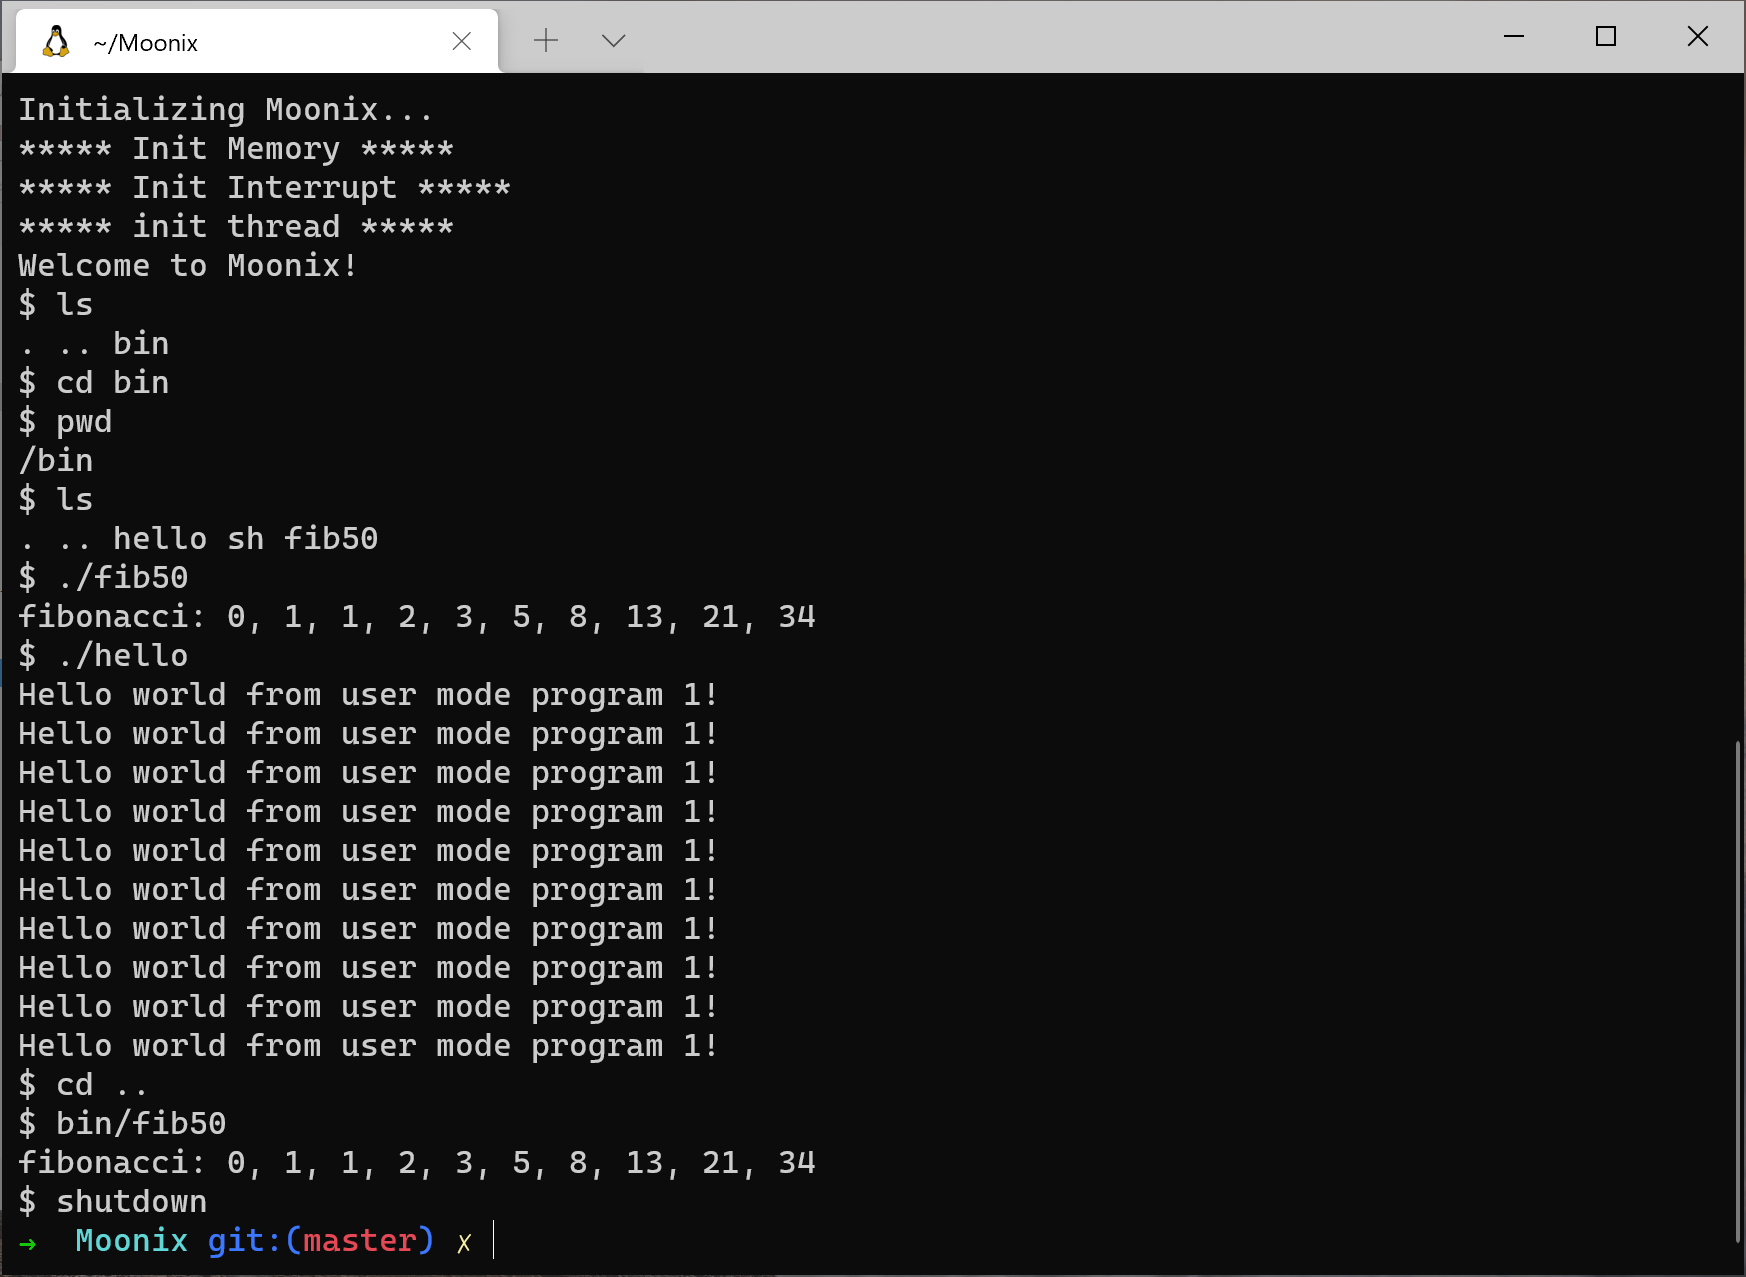 ~/Moonix
Initializing Moonix...
***** Init Memory *****
***** Init Interrupt *****
***** init thread *****
Welcome to Moonix!
$ ls
. .. bin
$ cd bin
$ pwd
/bin
$ ls
. .. hello sh fib50
$ ./fib50
fibonacci: 0, 1, 1, 2, 3, 5, 8, 13, 21, 34
$ ./hello
Hello world from user mode program 1!
Hello world from user mode program 1!
Hello world from user mode program 1!
Hello world from user mode program 1!
Hello world from user mode program 1!
Hello world from user mode program 1!
Hello world from user mode program 1!
Hello world from user mode program 1!
Hello world from user mode program 1!
Hello world from user mode program 1!
$ cd ..
$ bin/fib50
fibonacci: 0, 1, 1, 2, 3, 5, 8, 13, 21, 34
$ shutdown
→ Moonix git:(master) ✗